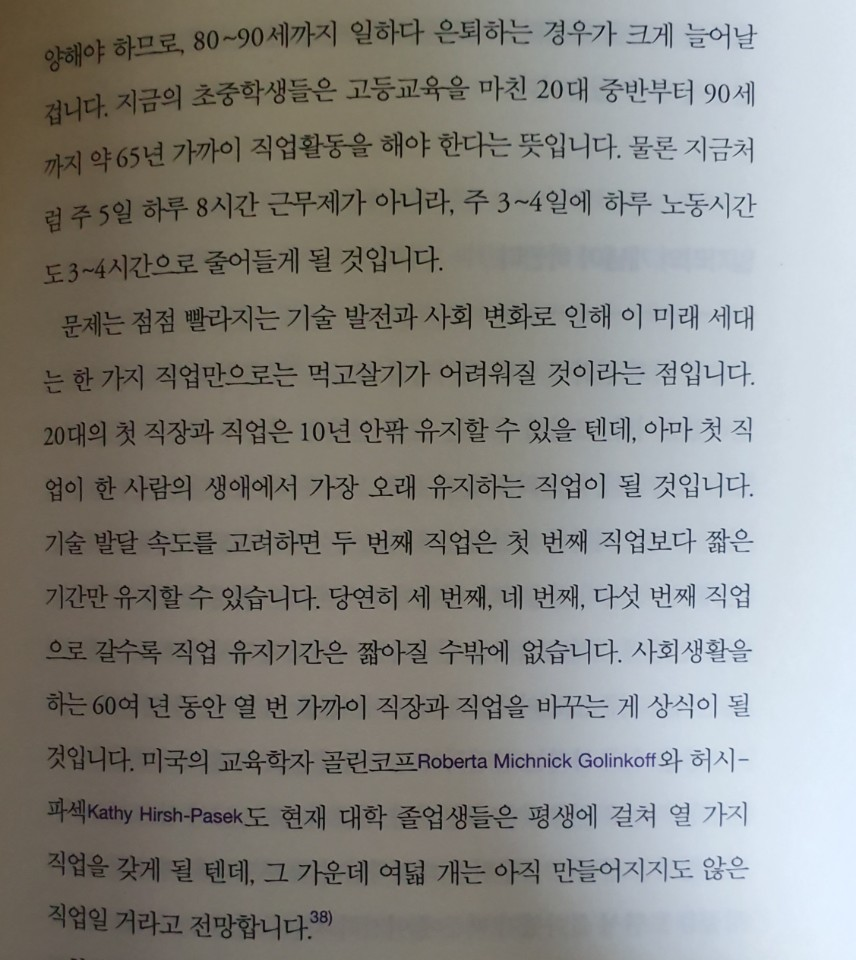 양해야 하므로, 80~90세까지 일하다 은퇴하는 경우가 크게 늘어날
겁니다. 지금의 초중학생들은 고등교육을 마친 20대 중반부터 90세
까지 약 65년 가까이 직업활동을 해야 한다는 뜻입니다. 물론 지금처
럼 주 5일 하루 8시간 근무제가 아니라, 주 3~4일에 하루 노동시간
도 3~4시간으로 줄어들게 될 것입니다.
문제는 점점 빨라지는 기술 발전과 사회 변화로 인해 이 미래 세대
는 한 가지 직업만으로는 먹고살기가 어려워질 것이라는 점입니다.
20대의 첫 직장과 직업은 10년 안팎 유지할 수 있을 텐데, 아마 첫 직
업이 한 사람의 생애에서 가장 오래 유지하는 직업이 될 것입니다.
기술 발달 속도를 고려하면 두 번째 직업은 첫 번째 직업보다 짧은
기간만 유지할 수 있습니다. 당연히 세 번째, 네 번째, 다섯 번째 직업
으로 갈수록 직업 유지기간은 짧아질 수밖에 없습니다. 사회생활을
하는 60여 년 동안 열 번 가까이 직장과 직업을 바꾸는 게 상식이 될
것입니다. 미국의 교육학자 골린코프Roberta Michnick Golinkoff와 허시-
파섹Kathy Hirsh-Pasek도 현재 대학 졸업생들은 평생에 걸쳐 열 가지
직업을 갖게 될 텐데, 그 가운데 여덟 개는 아직 만들어지지도 않은
직업일 거라고 전망합니다.38)